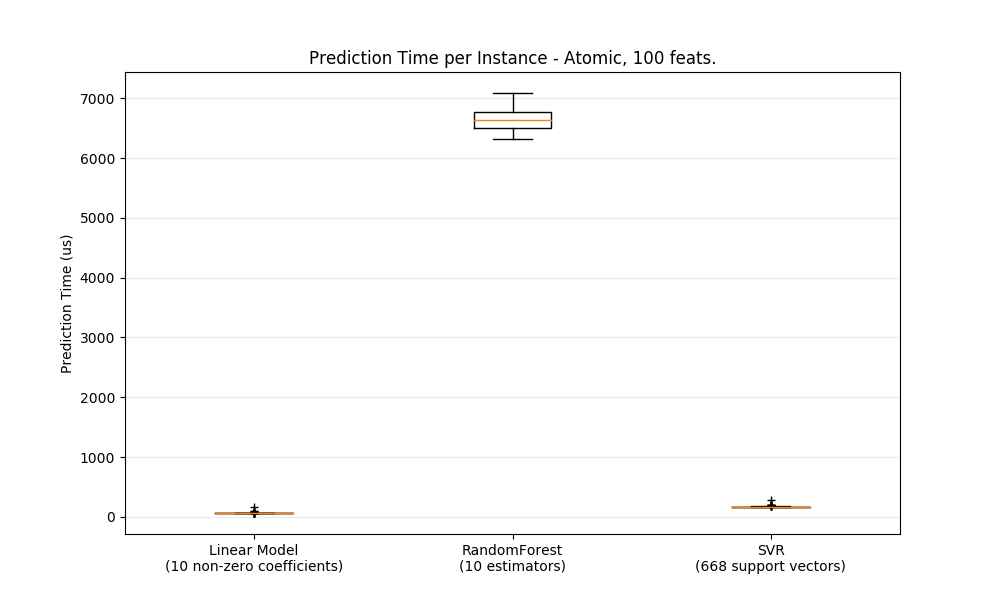 Prediction Time per Instance - Atomic, 100 feats.
Prediction Time (us)
7000
6000
5000
4000
3000
2000
1000
0
Linear Model
(10 non-zero coefficients)
RandomForest
(10 estimators)
SVR
(668 support vectors)